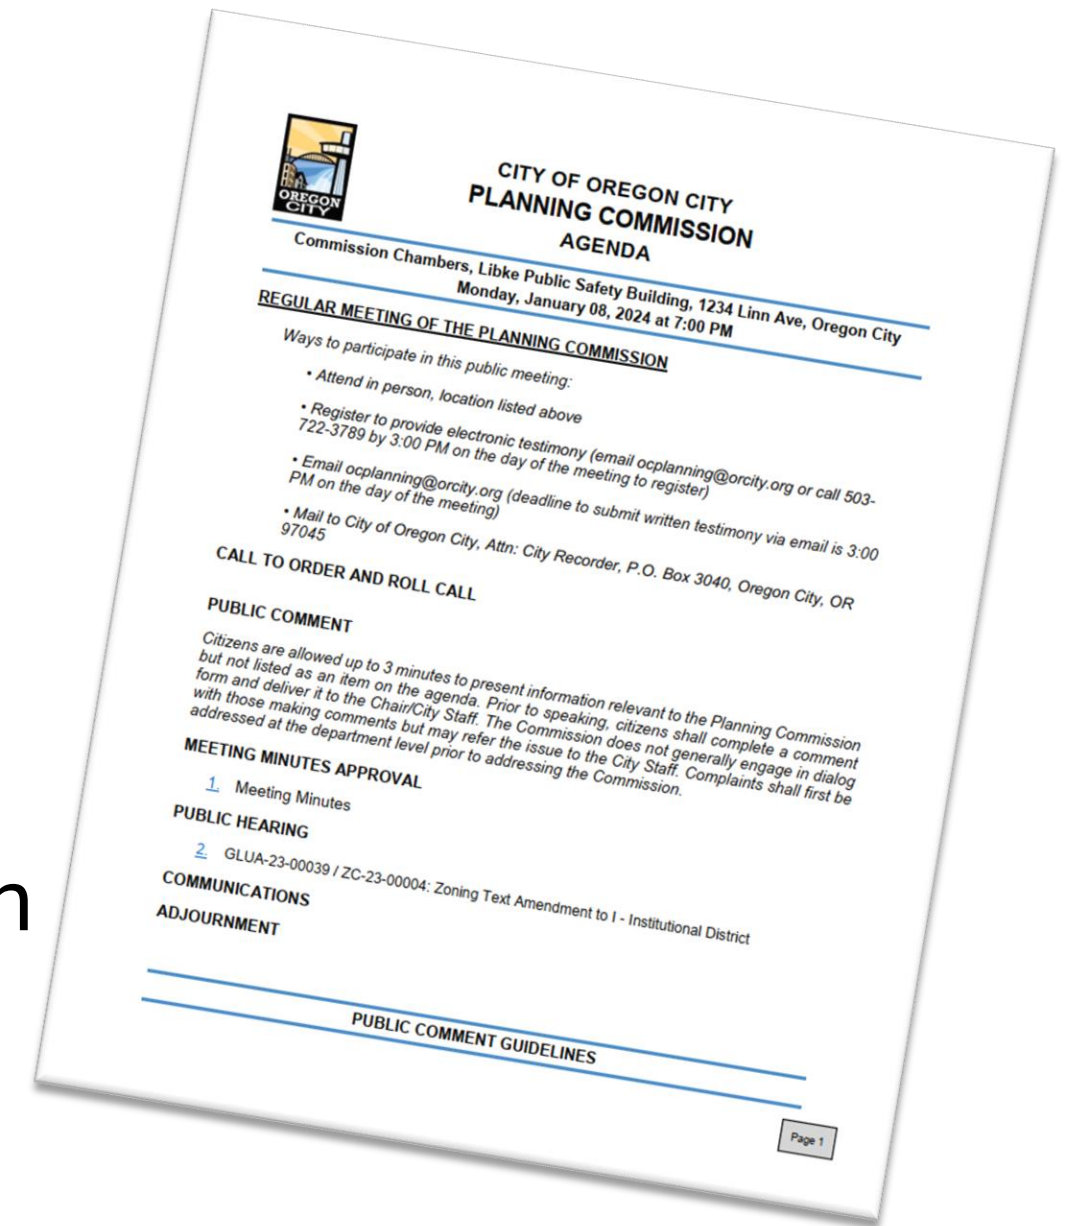 OREGON
CITY
CITY OF OREGON CITY
PLANNING COMMISSION
AGENDA
Commission Chambers, Libke Public Safety Building, 1234 Linn Ave, Oregon City
Monday, January 08, 2024 at 7:00 PM
REGULAR MEETING OF THE PLANNING COMMISSION
Ways to participate in this public meeting:
• Attend in person, location listed above
• Register to provide electronic testimony (email ocplanning@orcity.org or call 503-
722-3789 by 3:00 PM on the day of the meeting to register)
• Email ocplanning@orcity.org (deadline to submit written testimony via email is 3:00
PM on the day of the meeting)
• Mail to City of Oregon City, Attn: City Recorder, P.O. Box 3040, Oregon City, OR
97045
CALL TO ORDER AND ROLL CALL
PUBLIC COMMENT
Citizens are allowed up to 3 minutes to present information relevant to the Planning Commission
but not listed as an item on the agenda. Prior to speaking, citizens shall complete a comment
form and deliver it to the Chair/City Staff. The Commission does not generally engage in dialog
with those making comments but may refer the issue to the City Staff. Complaints shall first be
addressed at the department level prior to addressing the Commission.
MEETING MINUTES APPROVAL
1. Meeting Minutes
PUBLIC HEARING
2. GLUA-23-00039 / ZC-23-00004: Zoning Text Amendment to I - Institutional District
n
COMMUNICATIONS
ADJOURNMENT
PUBLIC COMMENT GUIDELINES
Page 1